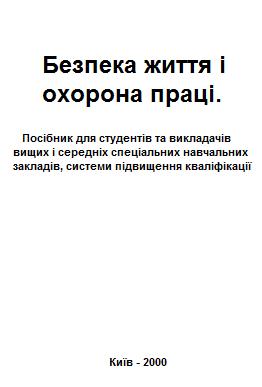 Безпека життя і
охорона праці.
Посібник для студентів та викладачів
вищих і середніх спеціальних навчальних
закладів, системи підвищення кваліфікації
Київ - 2000